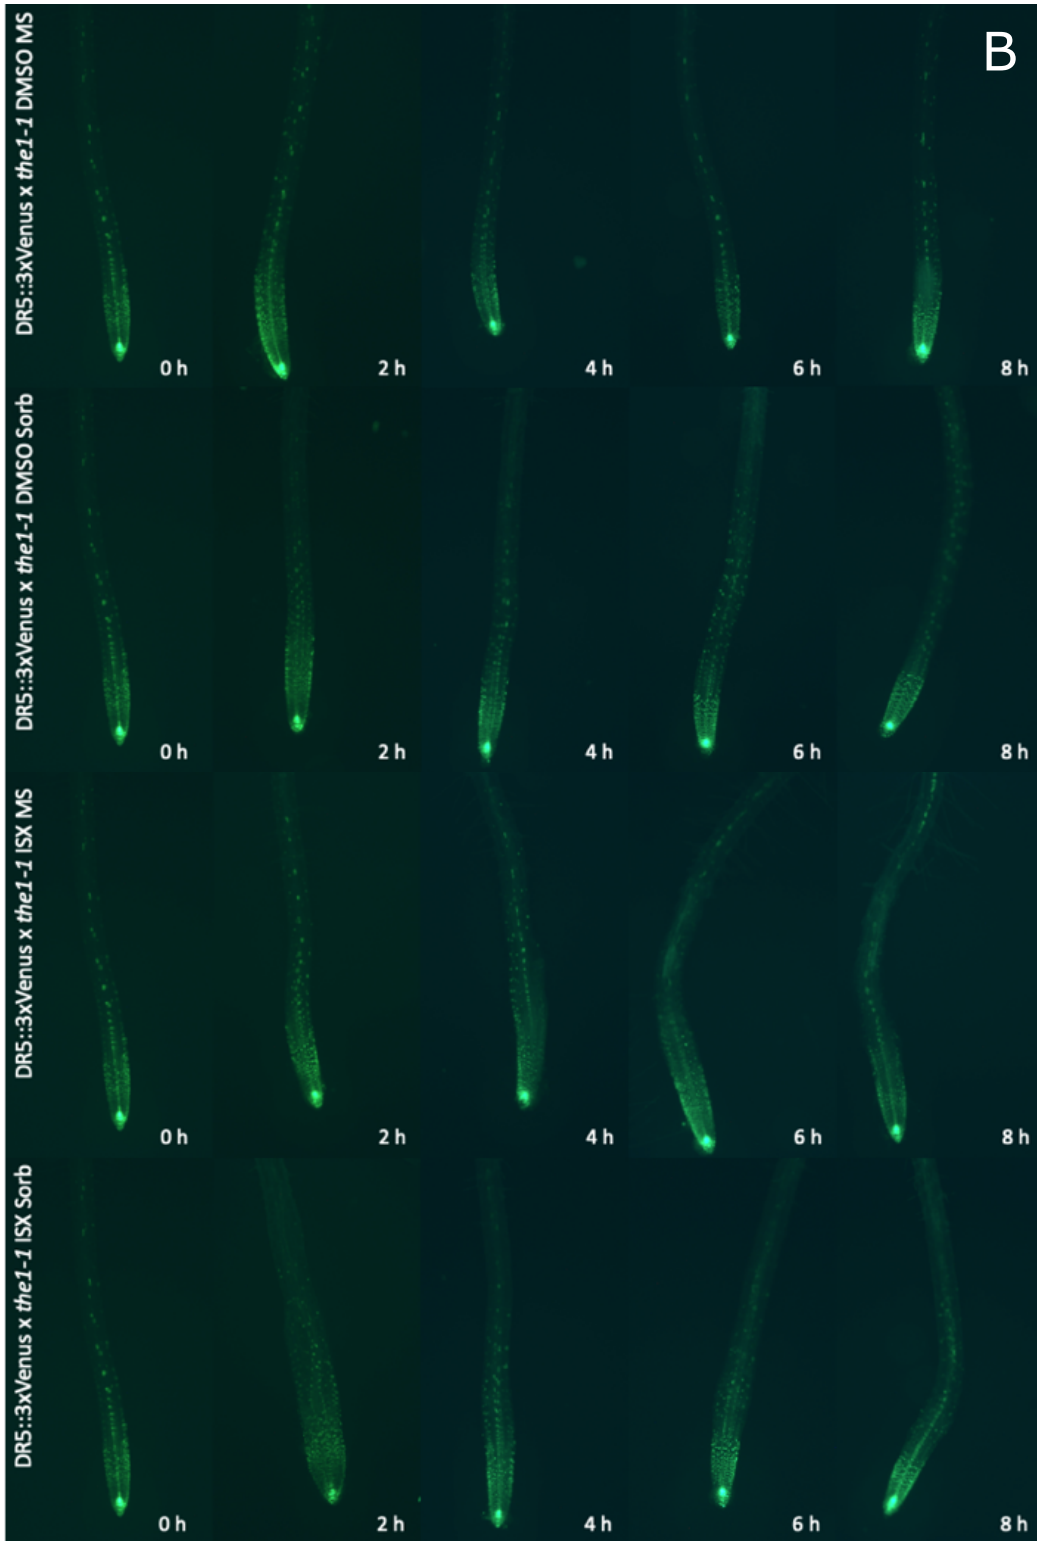 B
DR5::3xVenus x the1-1 DMSO MS
0 h
2 h
4 h
6 h
8 h
DR5::3xVenus x the1-1 DMSO Sorb
0 h
2 h
4 h
6 h
8 h
DR5::3xVenus x the1-1 ISX MS
0 h
2 h
4 h
6 h
8 h
DR5::3xVenus x the1-1 ISX Sorb
0 h
2 h
4 h
6 h
8 h